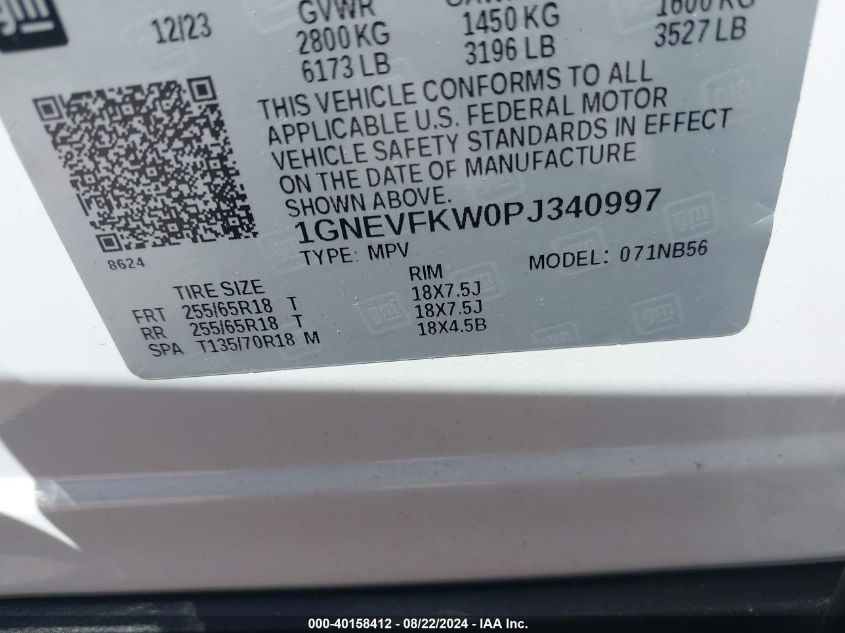 gm
12/23
GVWR
2800 KG
6173 LB
1450 KG
3196 LB
1600 KG
3527 LB
THIS VEHICLE CONFORMS TO ALL
APPLICABLE U.S. FEDERAL MOTOR
VEHICLE SAFETY STANDARDS IN EFFECT
ON THE DATE OF MANUFACTURE
SHOWN ABOVE.
1GNEVFKW0PJ340997
8624
TYPE: MPV
MODEL: 071NB56
TIRE SIZE RIM
FRT 255/65R18 T 18X7.5J
RR 255/65R18 T 18X7.5J
SPA T135/70R18 M 18X4.5B
000-40158412 - 08/22/2024 - IAA Inc.